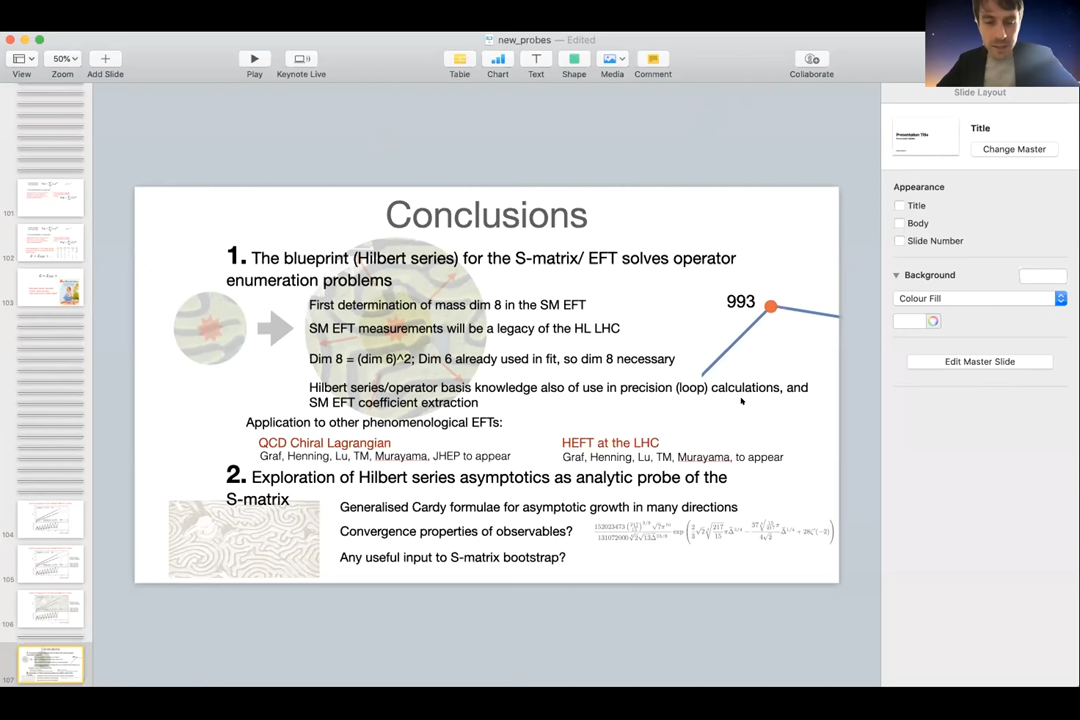 new_probes — Edited
50%
View
Zoom
Add Slide
Play
Keynote Live
Table
Chart
Text
Shape
Media
Comment
Collaborate
Slide Layout
Title
Change Master
Appearance
Title
Body
Slide Number
Background
Colour Fill
Edit Master Slide
101
102
103
104
105
106
107
Conclusions
1. The blueprint (Hilbert series) for the S-matrix/ EFT solves operator
enumeration problems
First determination of mass dim 8 in the SM EFT
993
SM EFT measurements will be a legacy of the HL LHC
Dim 8 = (dim 6)^2; Dim 6 already used in fit, so dim 8 necessary
Hilbert series/operator basis knowledge also of use in precision (loop) calculations, and
SM EFT coefficient extraction
Application to other phenomenological EFTs:
QCD Chiral Lagrangian
Graf, Henning, Lu, TM, Murayama, JHEP to appear
HEFT at the LHC
Graf, Henning, Lu, TM, Murayama, to appear
2. Exploration of Hilbert series asymptotics as analytic probe of the
S-matrix
Generalised Cardy formulae for asymptotic growth in many directions
Convergence properties of observables?
Any useful input to S-matrix bootstrap?